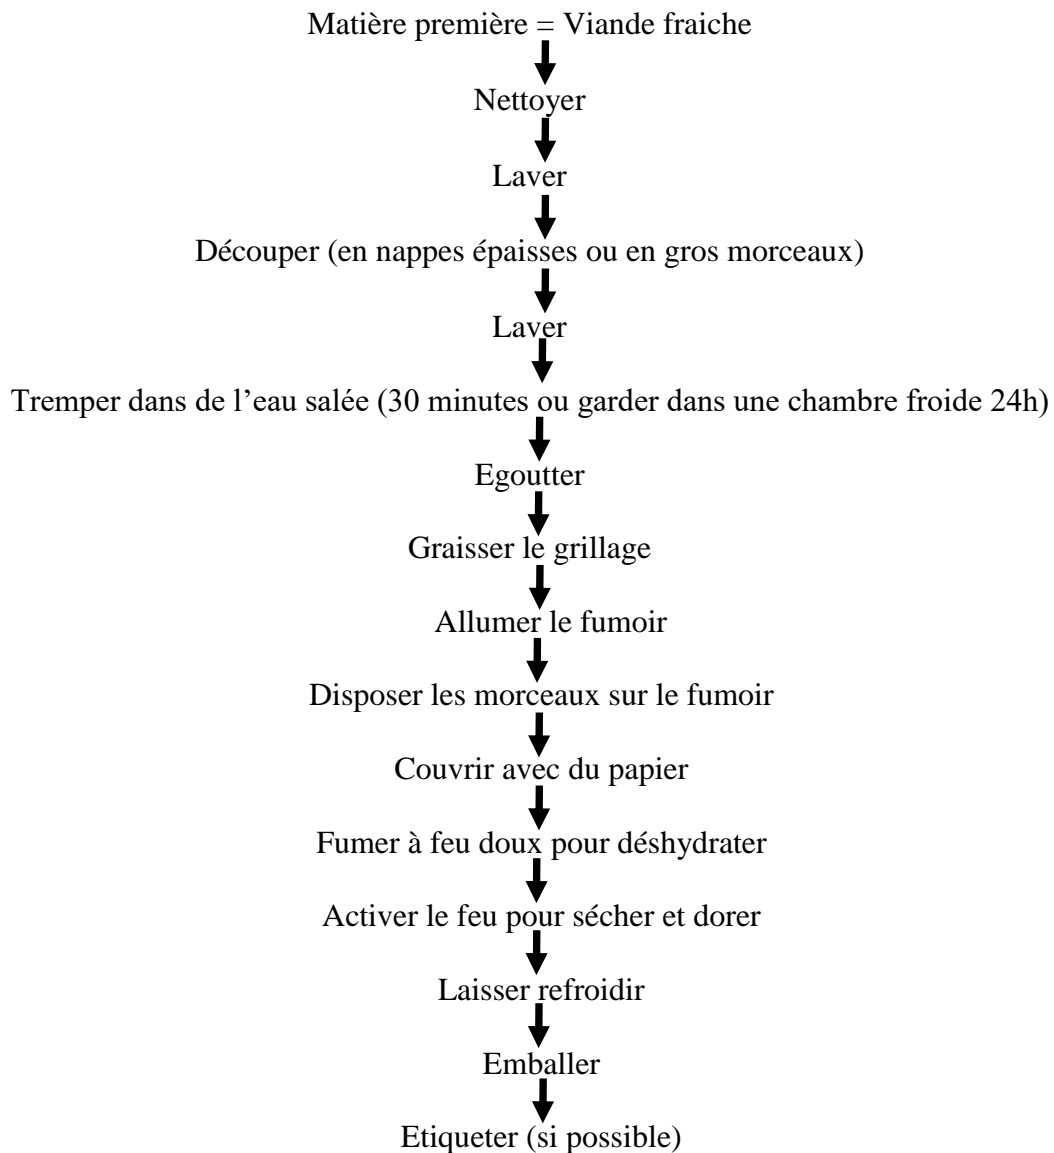 Matière première = Viande fraiche
Nettoyer
Laver
Découper (en nappes épaisses ou en gros morceaux)
Laver
Tremper dans de l’eau salée (30 minutes ou garder dans une chambre froide 24h)
Egoutter
Graisser le grillage
Allumer le fumoir
Disposer les morceaux sur le fumoir
Couvrir avec du papier
Fumer à feu doux pour déshydrater
Activer le feu pour sécher et dorer
Laisser refroidir
Emballer
Etiqueter (si possible)